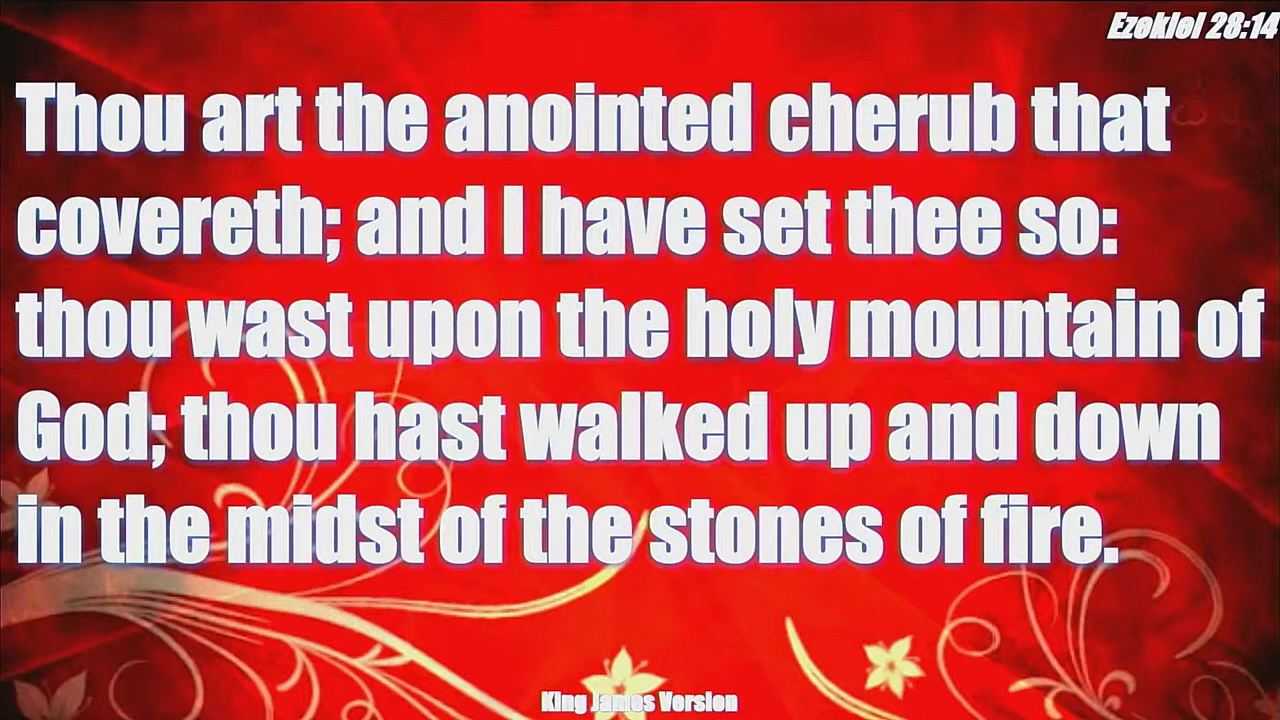 Ezekiel 28:14
Thou art the anointed cherub that
covereth; and I have set thee so:
thou wast upon the holy mountain of
God; thou hast walked up and down
in the midst of the stones of fire.
King James Version